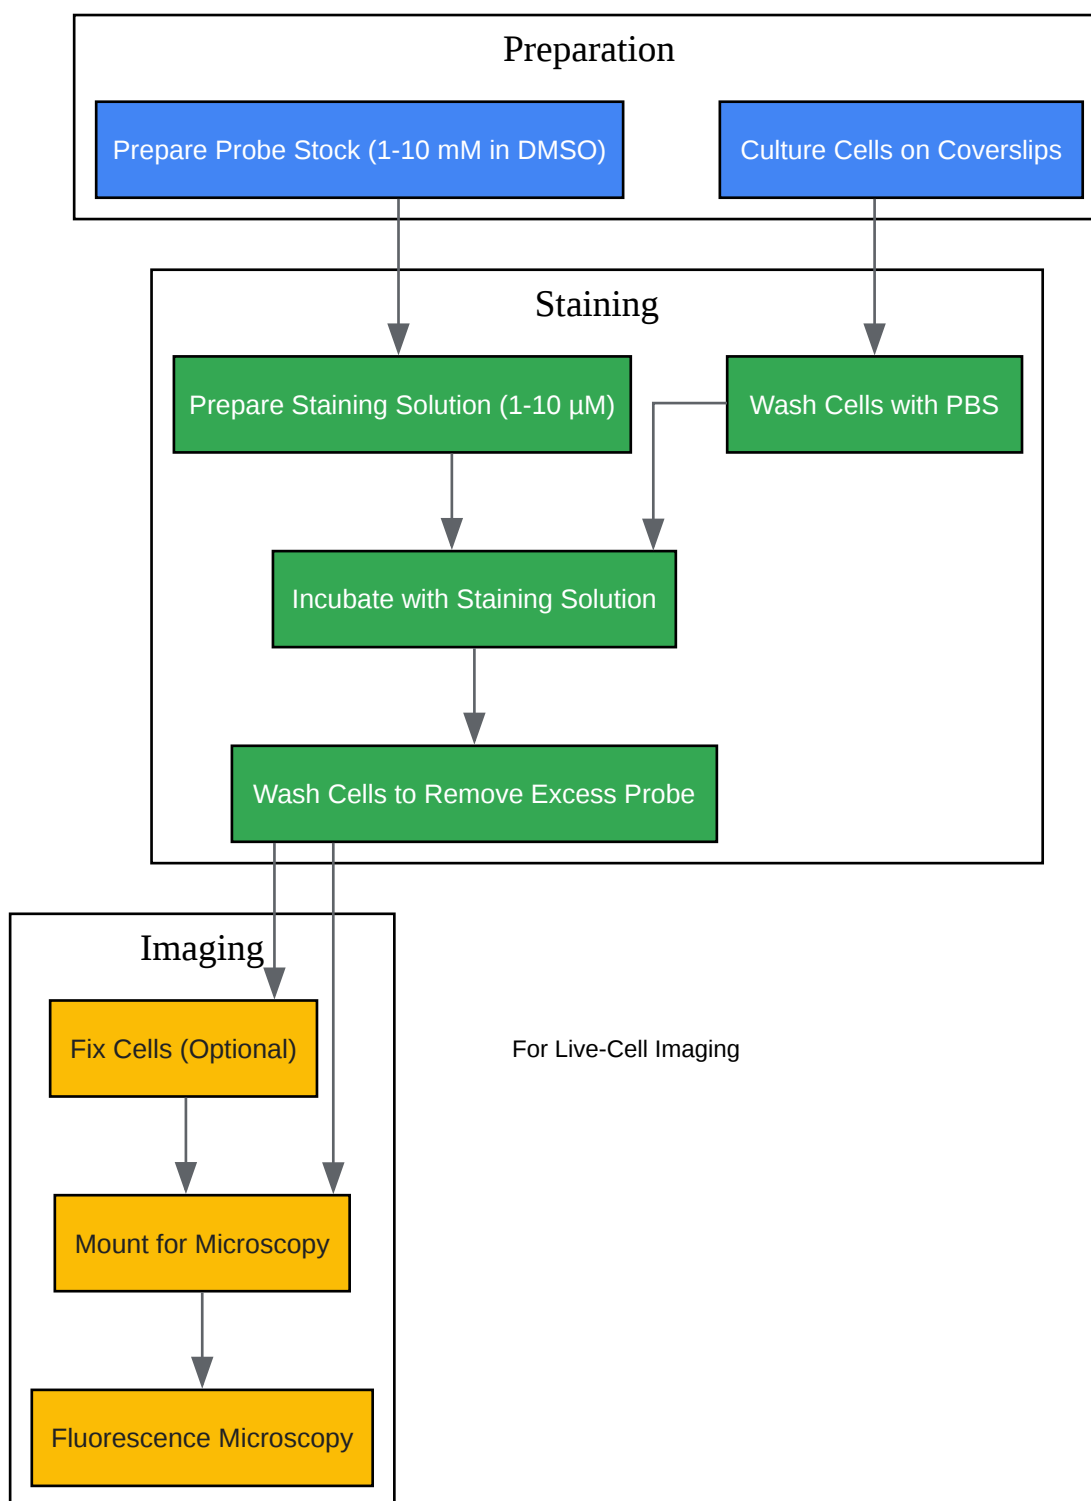 Preparation
Prepare Probe Stock (1-10 mM in DMSO)
Culture Cells on Coverslips
Staining
Prepare Staining Solution (1-10 µM)
Wash Cells with PBS
Incubate with Staining Solution
Wash Cells to Remove Excess Probe
Imaging
Fix Cells (Optional)
For Live-Cell Imaging
Mount for Microscopy
Fluorescence Microscopy